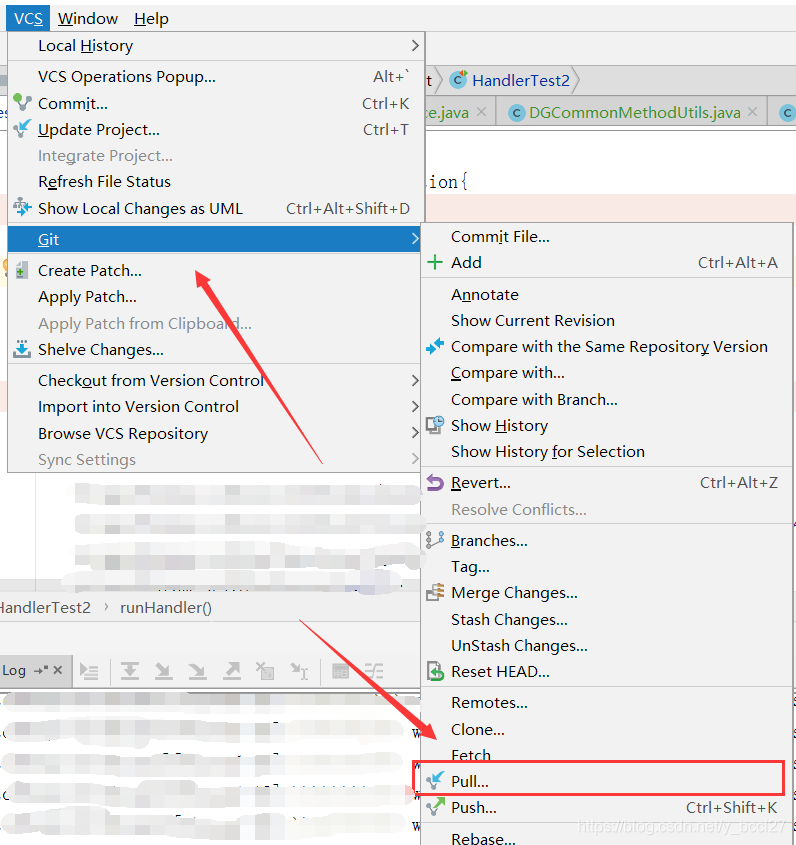 VCS Window Help
Local History
VCS Operations Popup... Alt+`
Commit... Ctrl+K
Update Project... Ctrl+T
Integrate Project...
Refresh File Status
Show Local Changes as UML Ctrl+Alt+Shift+D
Git
Create Patch...
Apply Patch...
Apply Patch from Clipboard...
Shelve Changes...
Checkout from Version Control
Import into Version Control
Browse VCS Repository
Sync Settings
t HandlerTest2
te.java DGCommonMethodUtils.java
ion{
Commit File...
Add Ctrl+Alt+A
Annotate
Show Current Revision
Compare with the Same Repository Version
Compare with...
Compare with Branch...
Show History
Show History for Selection
Revert... Ctrl+Alt+Z
Resolve Conflicts...
Branches...
Tag...
Merge Changes...
Stash Changes...
UnStash Changes...
Reset HEAD...
Remotes...
Clone...
Fetch
Pull...
Push... Ctrl+Shift+K
Rebase...
HandlerTest2 runHandler()
Log
https://blog.csdn.net/y_bccl27